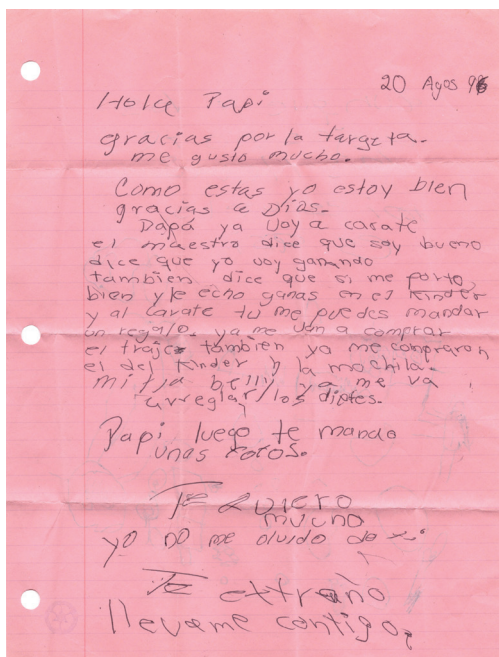 20 Agos 96
Hola Papi
gracias por la targeta.
me gusto mucho.
Como estas yo estoy bien
gracias a Dios.
Papá ya voy a carate
el maestro dice que soy bueno
dice que yo voy ganando
tambien dice que si me porto
bien y le echo ganas en el Kinder
y al carate tu me puedes mandar
un regalo. ya me van a comprar
el traje tambien ya me compraron
el del Kinder y la mochila.
mi tia belly ya me va
arreglar los dietes.
Papi luego te mando
unas fotos.
Te quiero
mucho
yo no me olvido de ti
Te extraño
llevame contigo.